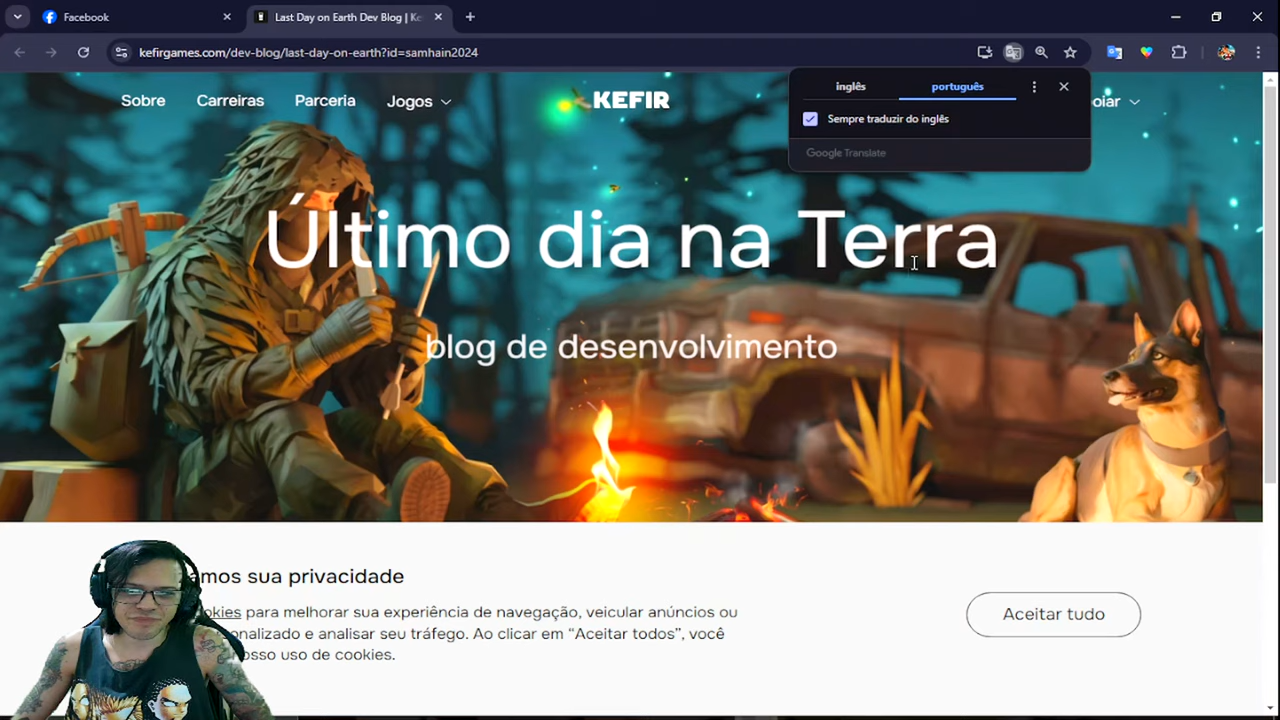 Facebook
Last Day on Earth Dev Blog | Ke
kefirgames.com/dev-blog/last-day-on-earth?id=samhain2024
Sobre Carreiras Parceria Jogos KEFIR oiar
inglês português
Sempre traduzir do inglês
Google Translate
Último dia na Terra
blog de desenvolvimento
amos sua privacidade
okies para melhorar sua experiência de navegação, veicular anúncios ou
sonalizado e analisar seu tráfego. Ao clicar em “Aceitar todos”, você
nosso uso de cookies.
Aceitar tudo